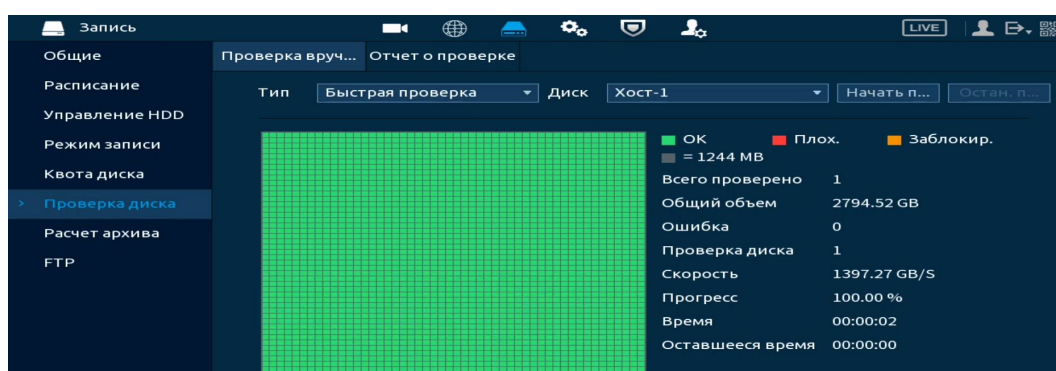 Запись LIVE
Общие
Расписание
Управление HDD
Режим записи
Квота диска
> Проверка диска
Расчет архива
FTP
Проверка вруч... Отчет о проверке
Тип Быстрая проверка Диск Хост-1 Начать п... Остан. п...
OK Плох. Заблокир.
= 1244 MB
Всего проверено 1
Общий объем 2794.52 GB
Ошибка 0
Проверка диска 1
Скорость 1397.27 GB/S
Прогресс 100.00 %
Время 00:00:02
Оставшееся время 00:00:00